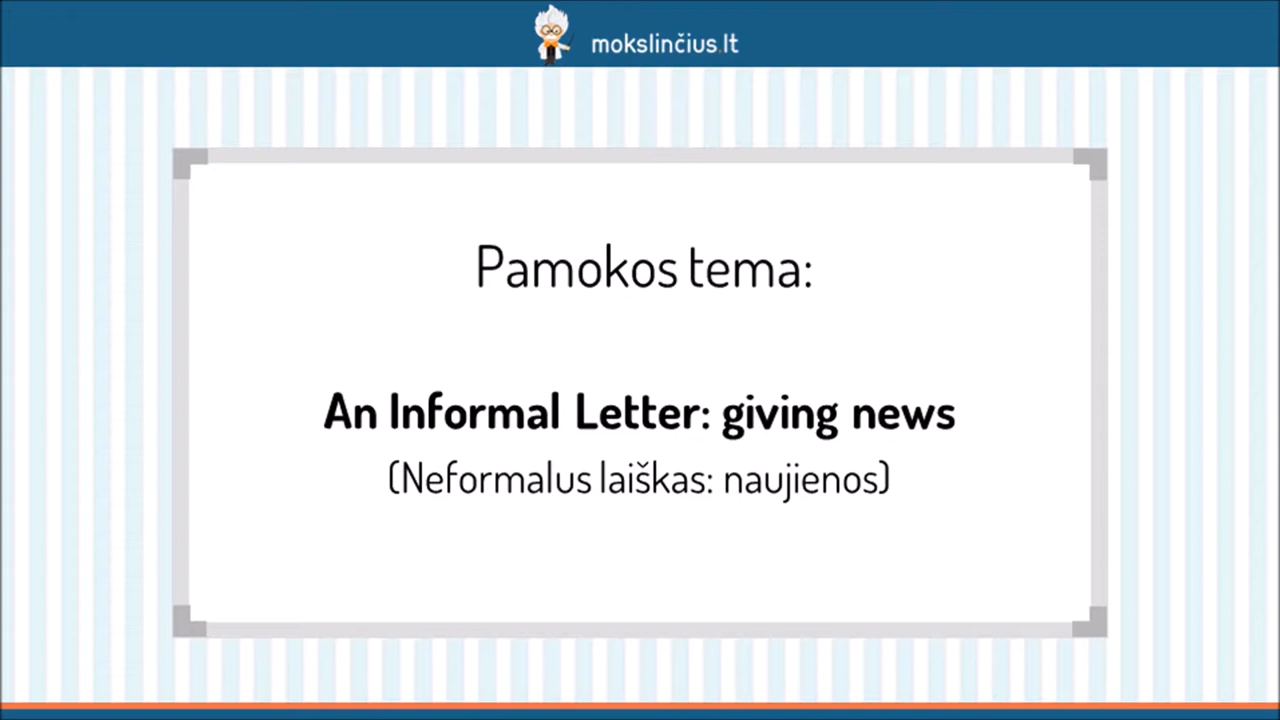 mokslinčius.lt
Pamokos tema:
An Informal Letter: giving news
(Neformalus laiškas: naujienos)